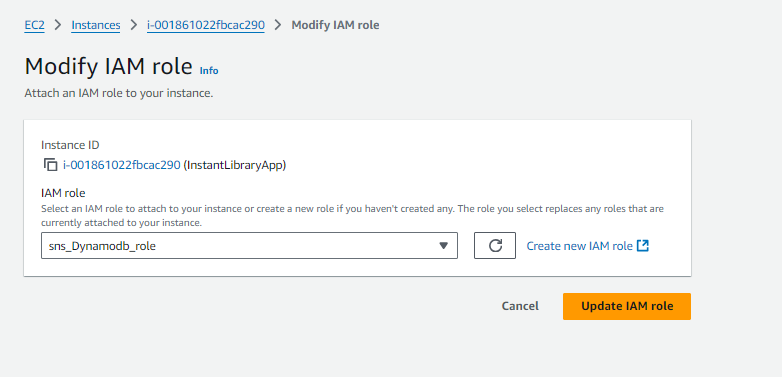 EC2 > Instances > i-001861022fbcac290 > Modify IAM role
Modify IAM role Info
Attach an IAM role to your instance.
Instance ID
i-001861022fbcac290 (InstantLibraryApp)
IAM role
Select an IAM role to attach to your instance or create a new role if you haven't created any. The role you select replaces any roles that are
currently attached to your instance.
sns_Dynamodb_role
Create new IAM role
Cancel
Update IAM role